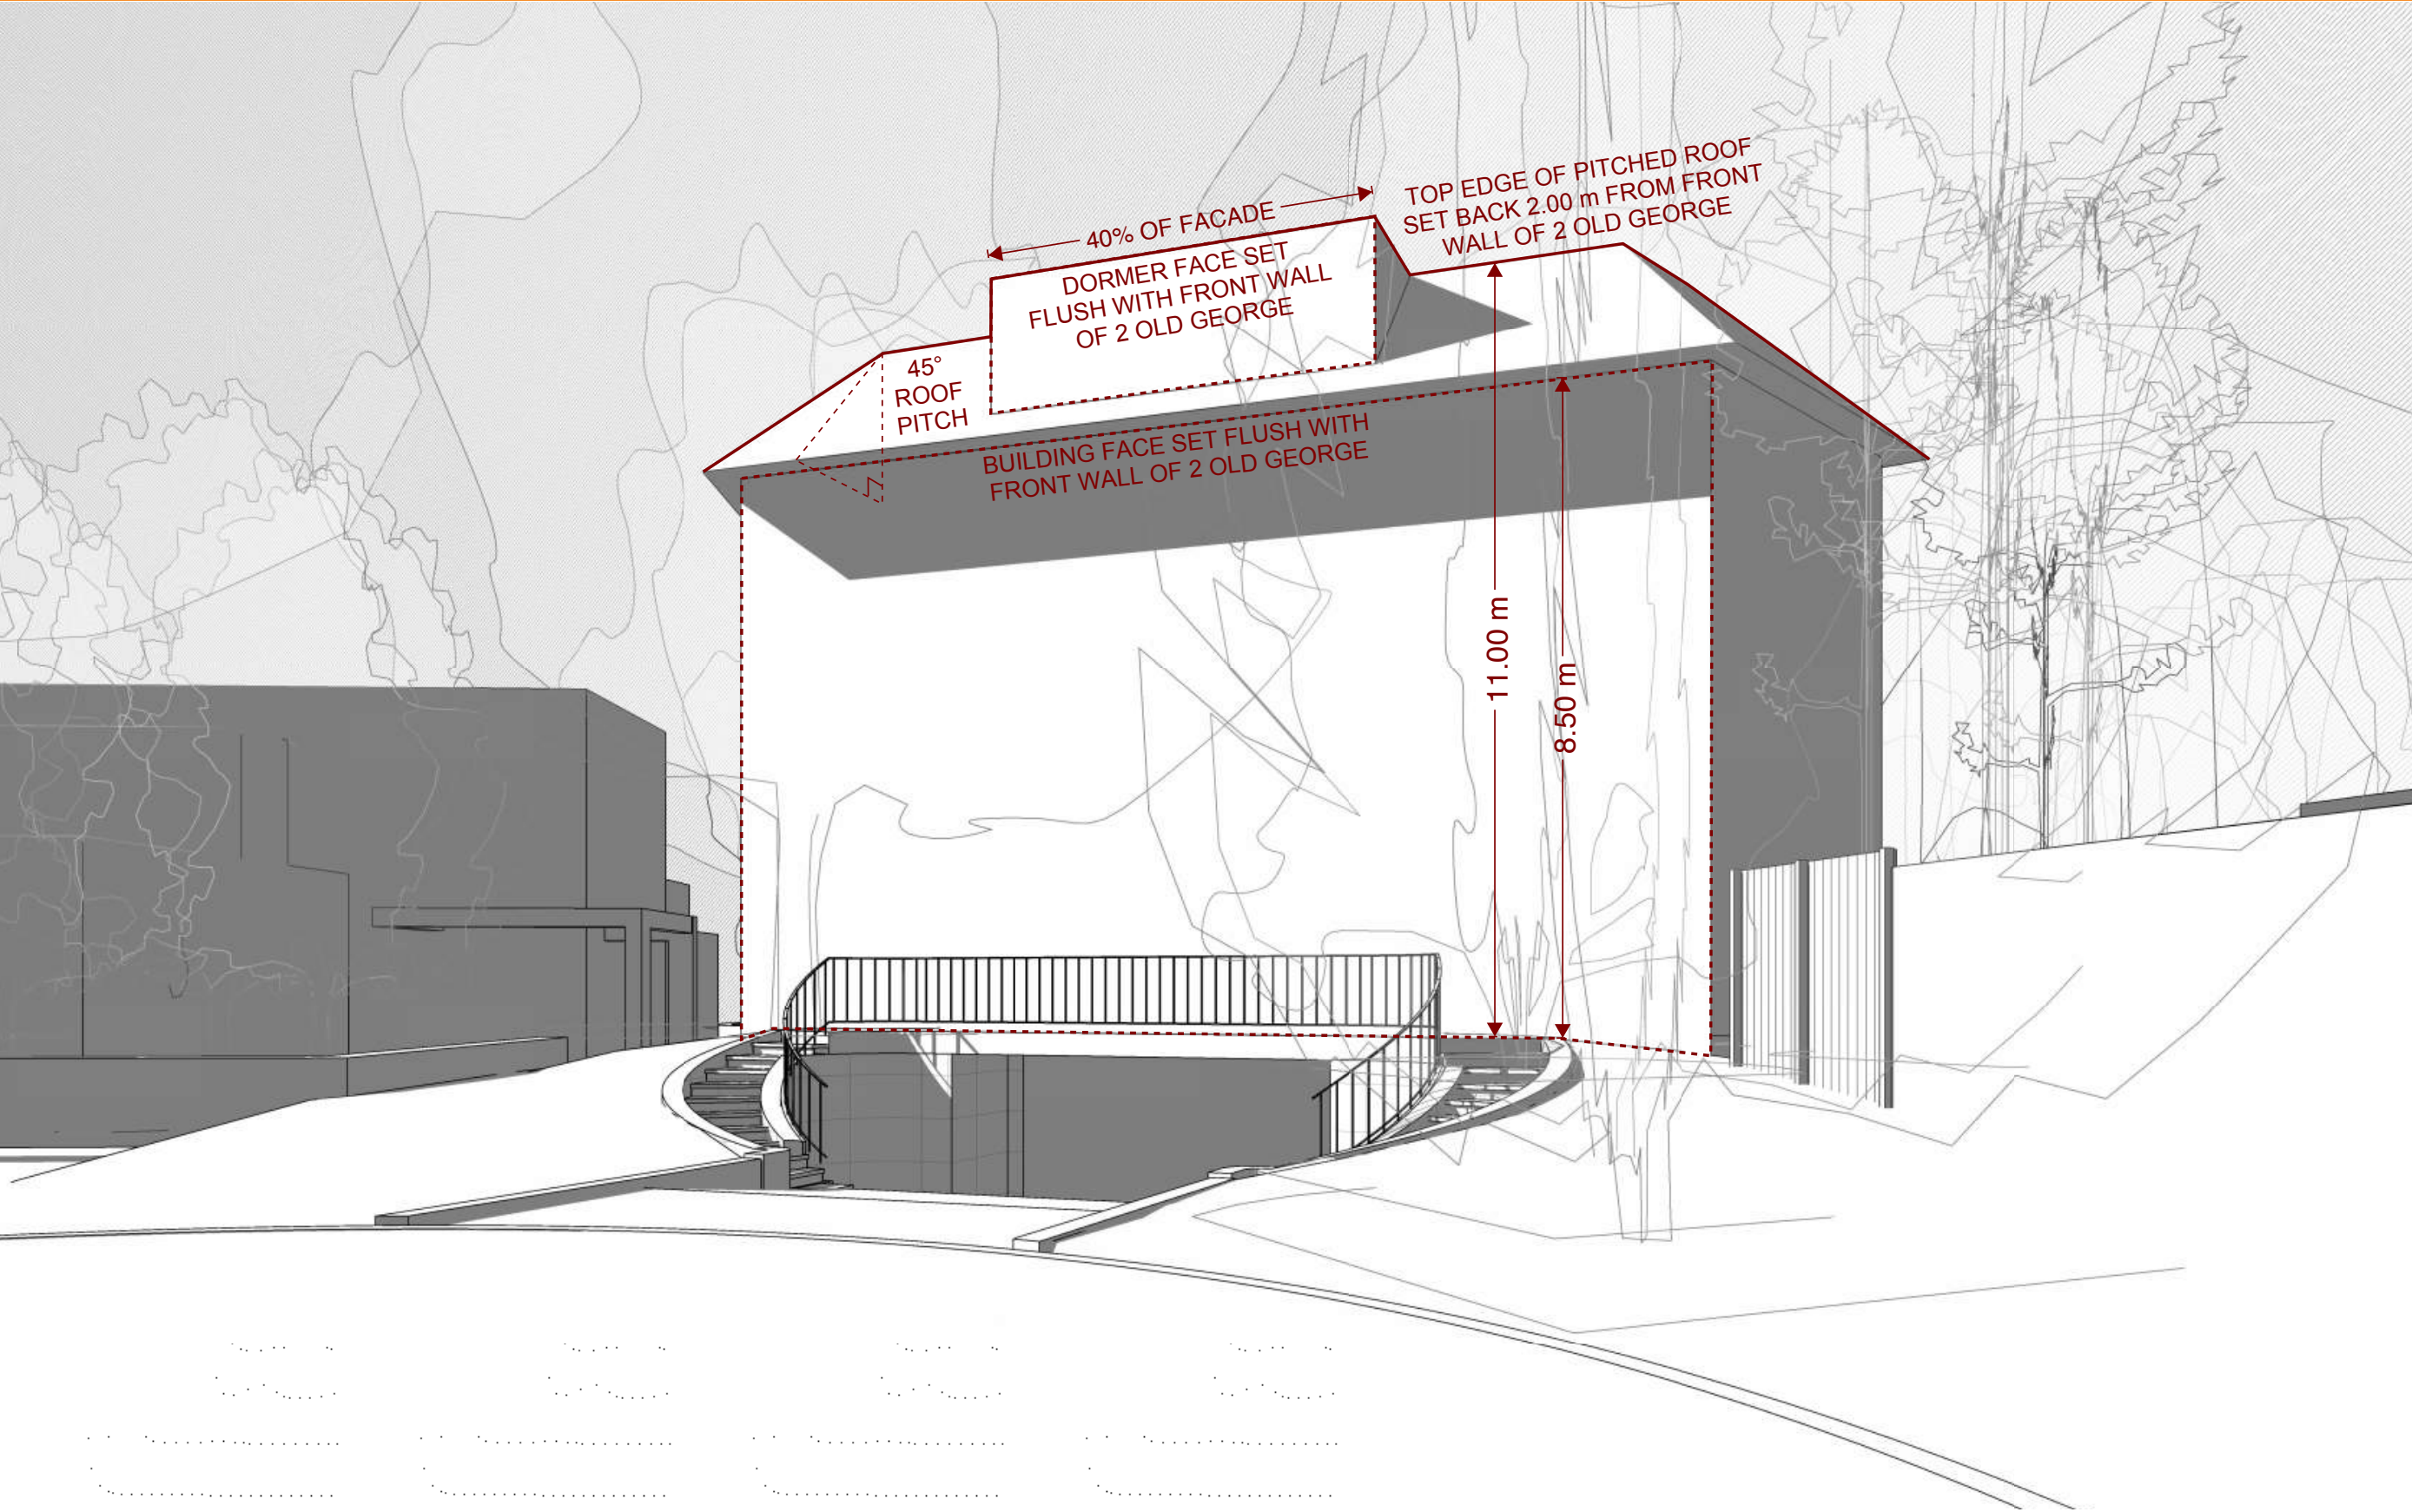 40% OF FACADE
TOP EDGE OF PITCHED ROOF
SET BACK 2.00 m FROM FRONT
WALL OF 2 OLD GEORGE
DORMER FACE SET
FLUSH WITH FRONT WALL
OF 2 OLD GEORGE
45°
ROOF
PITCH
BUILDING FACE SET FLUSH WITH
FRONT WALL OF 2 OLD GEORGE
11.00 m
8.50 m